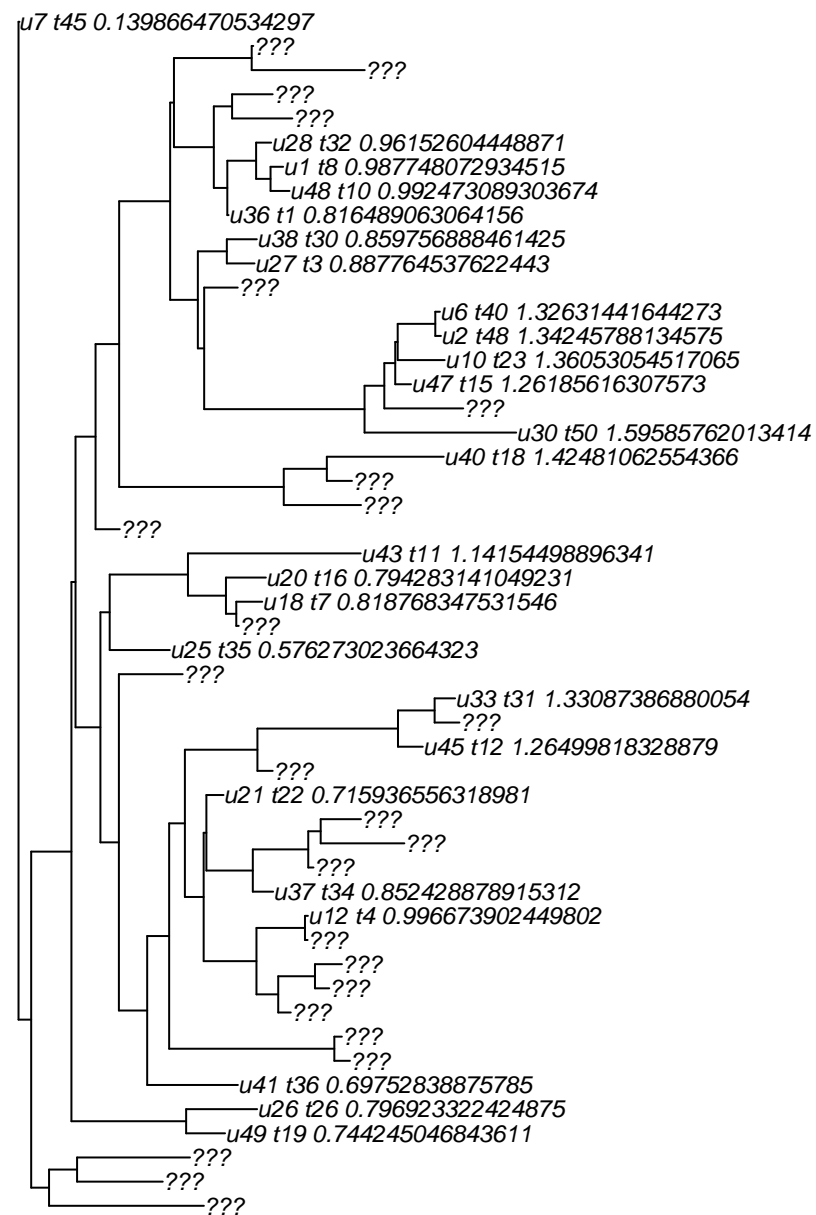 u7 t45 0.139866470534297
???
???
???
???
u28 t32 0.96152604448871
u1 t8 0.987748072934515
u48 t10 0.992473089303674
u36 t1 0.816489063064156
u38 t30 0.859756888461425
u27 t3 0.887764537622443
???
u6 t40 1.32631441644273
u2 t48 1.34245788134575
u10 t23 1.36053054517065
u47 t15 1.26185616307573
???
u30 t50 1.59585762013414
u40 t18 1.42481062554366
???
???
???
u43 t11 1.14154498896341
u20 t16 0.794283141049231
u18 t7 0.818768347531546
???
u25 t35 0.576273023664323
???
u33 t31 1.33087386880054
???
u45 t12 1.26499818328879
???
u21 t22 0.715936556318981
???
???
???
u37 t34 0.852428878915312
u12 t4 0.996673902449802
???
???
???
???
???
???
u41 t36 0.69752838875785
u26 t26 0.796923322424875
u49 t19 0.744245046843611
???
???
???